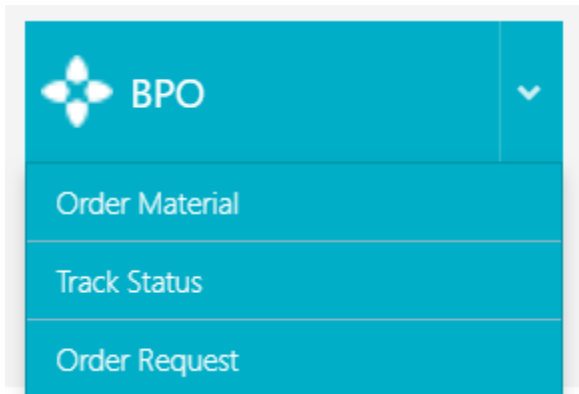 BPO
Order Material
Track Status
Order Request